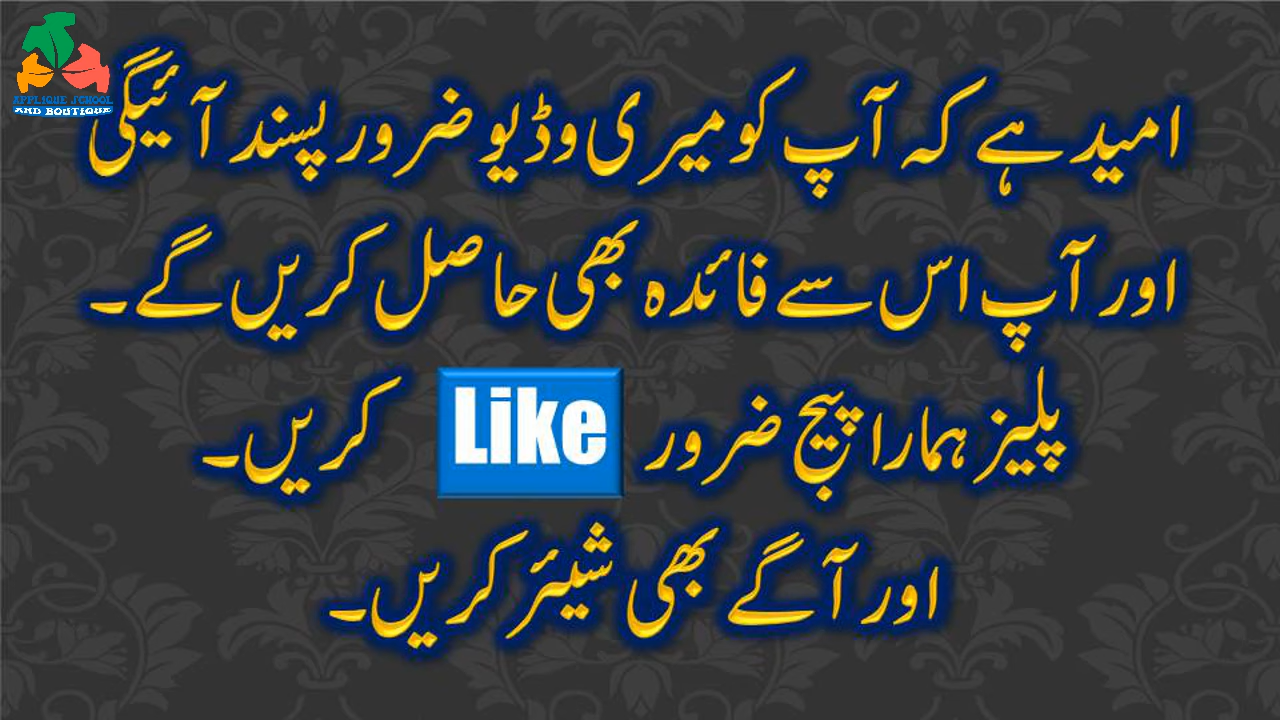 APPLIQUE SCHOOL
AND BOUTIQUE
امید ہے کہ آپ کو میری وڈیو ضرور پسند آئیگی
اور آپ اس سے فائدہ بھی حاصل کریں گے۔
پلیز ہمارا پیج ضرور Like کریں۔
اور آگے بھی شیئر کریں۔